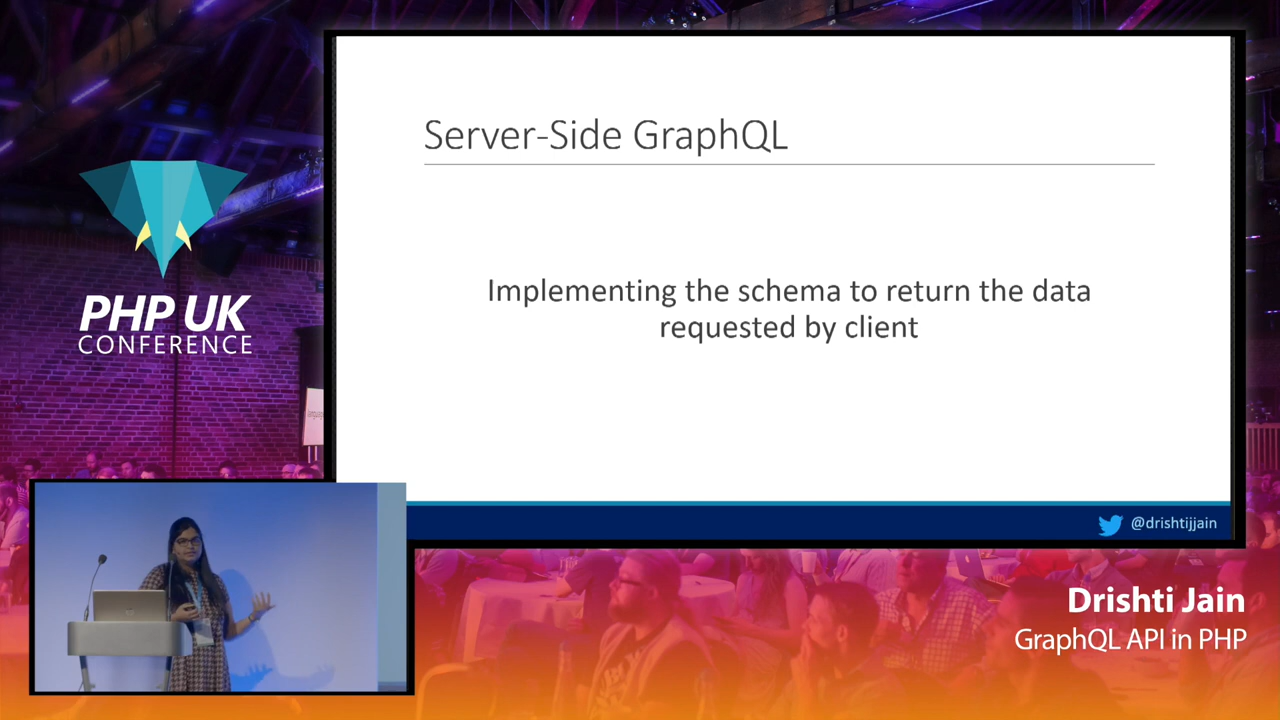 Server-Side GraphQL
Implementing the schema to return the data
requested by client
@drishtijjain
PHP UK
CONFERENCE
Drishti Jain
GraphQL API in PHP